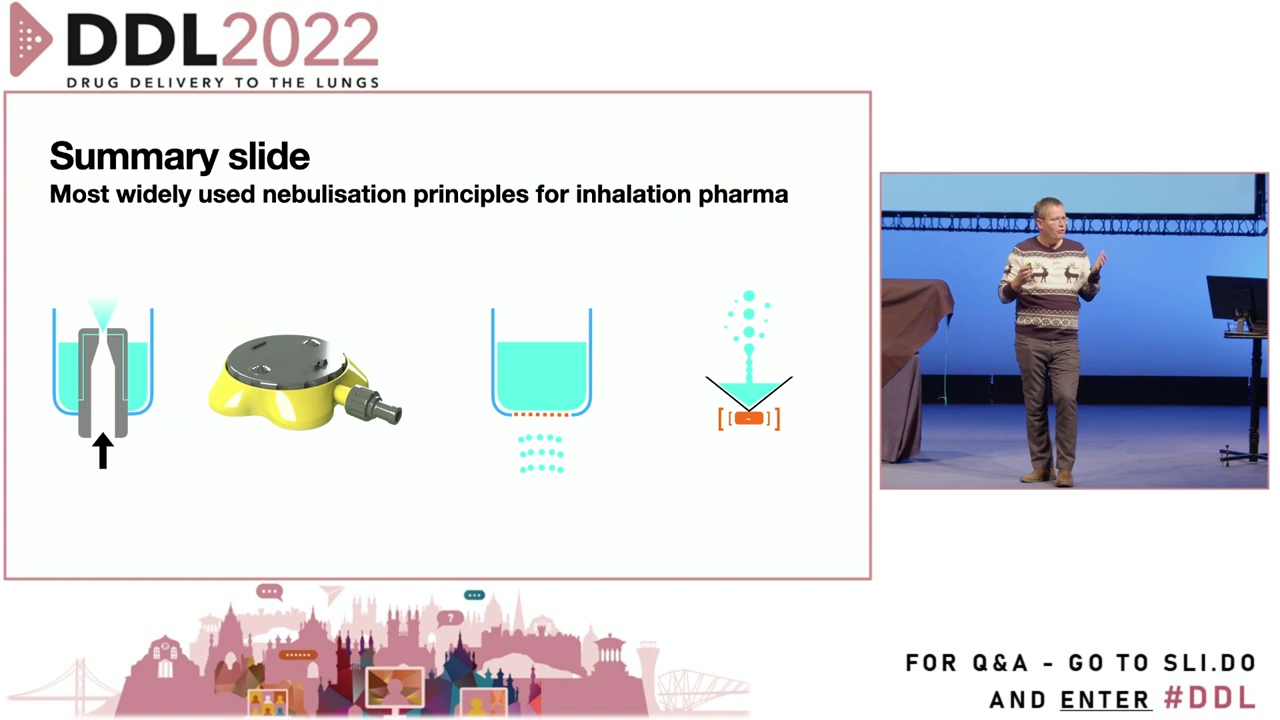 DDL2022
DRUG DELIVERY TO THE LUNGS
Summary slide
Most widely used nebulisation principles for inhalation pharma
FOR Q&A - GO TO SLI.DO
AND ENTER #DDL